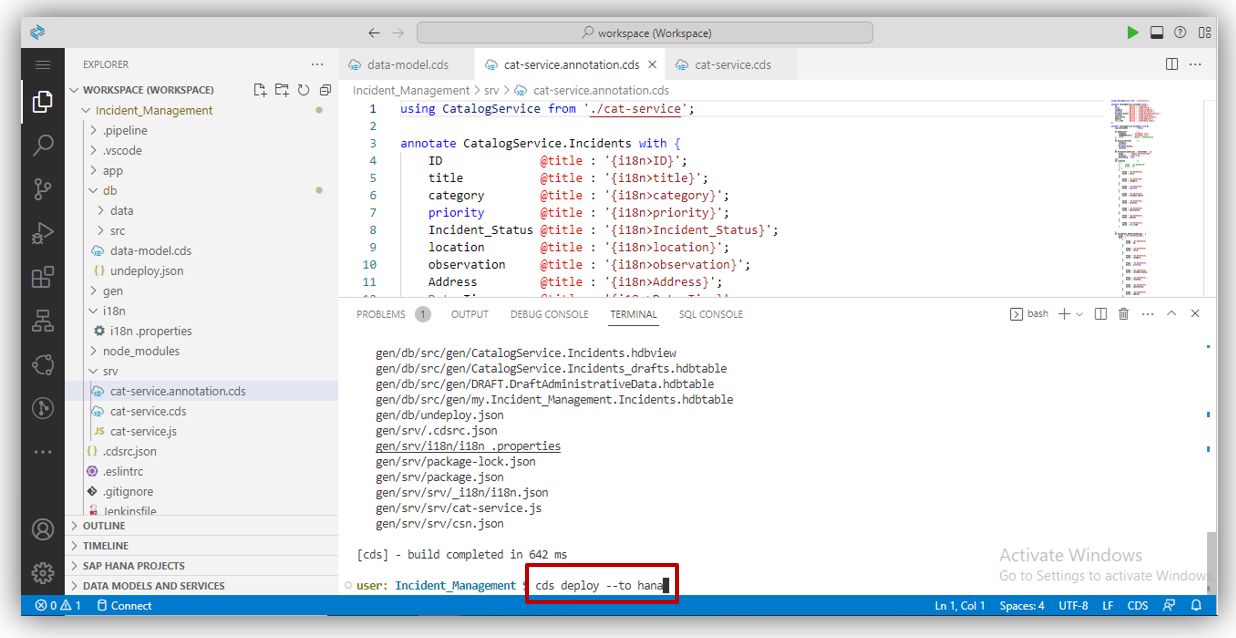 workspace (Workspace)
EXPLORER
data-model.cds
cat-service.annotation.cds
cat-service.cds
WORKSPACE (WORKSPACE)
Incident_Management
.pipeline
.vscode
app
db
data
src
data-model.cds
undeploy.json
gen
i18n
i18n .properties
node_modules
srv
cat-service.annotation.cds
cat-service.cds
JS cat-service.js
.cdsrc.json
.eslintrc
.gitignore
Jenkinsfile
OUTLINE
TIMELINE
SAP HANA PROJECTS
DATA MODELS AND SERVICES
Incident_Management > srv > cat-service.annotation.cds
1 using CatalogService from './cat-service';
2
3 annotate CatalogService.Incidents with {
4 ID @title : '{i18n>ID}';
5 title @title : '{i18n>title}';
6 category @title : '{i18n>category}';
7 priority @title : '{i18n>priority}';
8 Incident_Status @title : '{i18n>Incident_Status}';
9 location @title : '{i18n>location}';
10 observation @title : '{i18n>observation}';
11 Address @title : '{i18n>Address}';
PROBLEMS 1 OUTPUT DEBUG CONSOLE TERMINAL SQL CONSOLE
bash
gen/db/src/gen/CatalogService.Incidents.hdbview
gen/db/src/gen/CatalogService.Incidents_drafts.hdbtable
gen/db/src/gen/DRAFT.DraftAdministrativeData.hdbtable
gen/db/src/gen/my.Incident_Management.Incidents.hdbtable
gen/db/undeploy.json
gen/srv/.cdsrc.json
gen/srv/i18n/i18n .properties
gen/srv/package-lock.json
gen/srv/package.json
gen/srv/srv/_i18n/i18n.json
gen/srv/srv/cat-service.js
gen/srv/srv/csn.json
[cds] - build completed in 642 ms
user: Incident_Management $ cds deploy --to hana
Activate Windows
Go to Settings to activate Windows.
0 1 Connect
Ln 1, Col 1 Spaces: 4 UTF-8 LF CDS